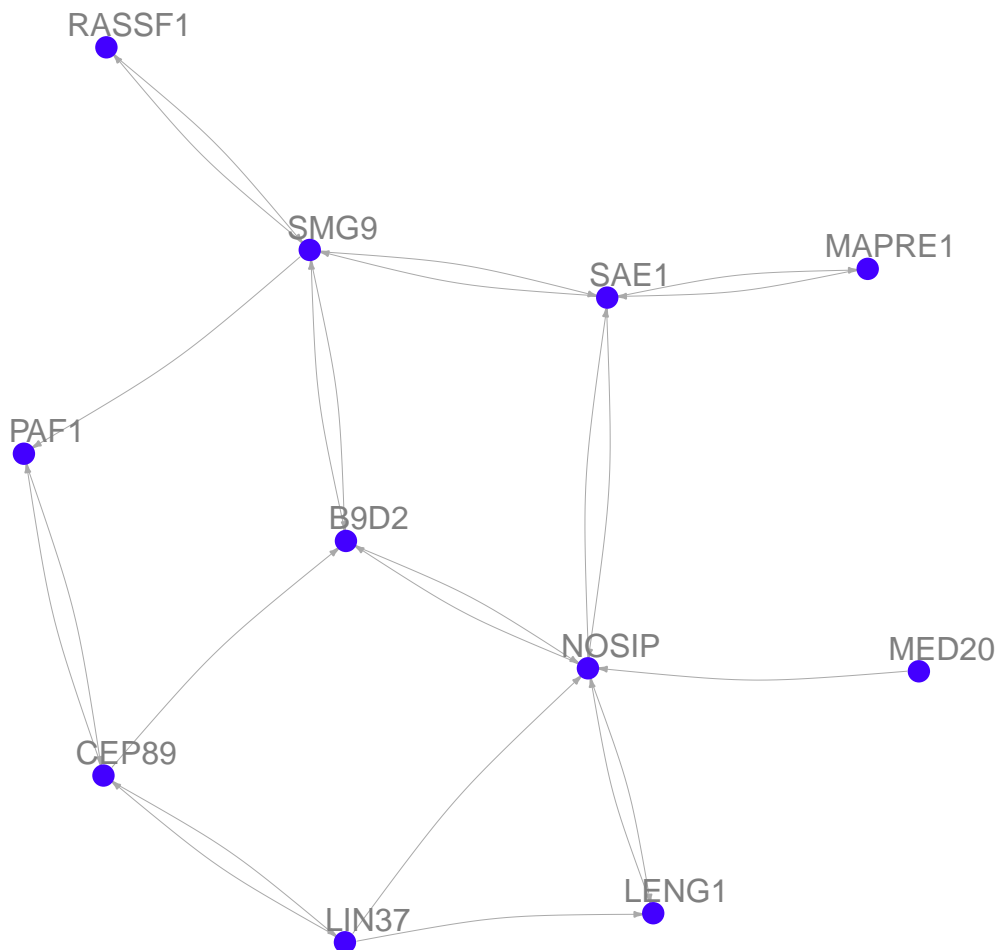 RASSF1
SMG9
MAPRE1
SAE1
PAF1
B9D2
NOSIP
MED20
CEP89
LENG1
LIN37